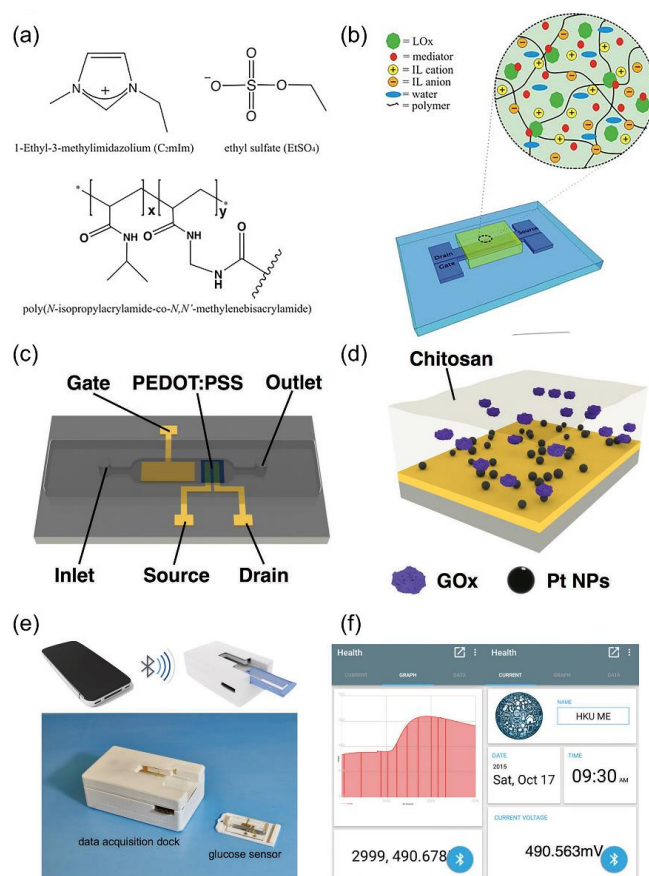 (a)
1-Ethyl-3-methylimidazolium (C₂mIm)
ethyl sulfate (EtSO₄)
* x y *
O NH O NH NH O
poly(N-isopropylacrylamide-co-N,N'-methylenebisacrylamide)
(b)
= LOx
= mediator
+ = IL cation
− = IL anion
= water
= polymer
Drain
Gate
Source
(c)
Gate
PEDOT:PSS
Outlet
Inlet
Source
Drain
(d)
Chitosan
GOx
Pt NPs
(e)
data acquisition dock
glucose sensor
(f)
Health
CURRENT
GRAPH
DATA
2999, 490.678
Health
CURRENT
GRAPH
DATA
NAME
HKU ME
DATE
2015
Sat, Oct 17
TIME
09:30 AM
CURRENT VOLTAGE
490.563mV